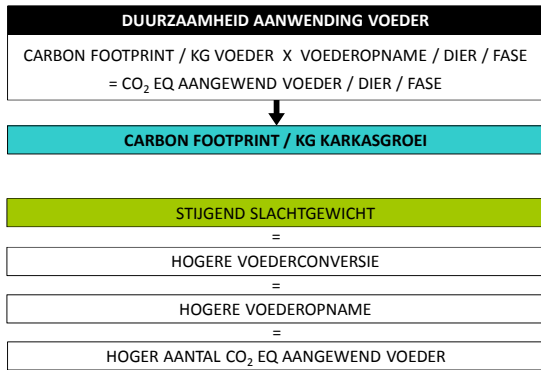 DUURZAAMHEID AANWENDING VOEDER
CARBON FOOTPRINT / KG VOEDER X VOEDEROPNAME / DIER / FASE
= CO₂ EQ AANGEWEND VOEDER / DIER / FASE
CARBON FOOTPRINT / KG KARKASGROEI
STIJGEND SLACHTGEWICHT
=
HOGERE VOEDERCONVERSIE
=
HOGERE VOEDEROPNAME
=
HOGER AANTAL CO₂ EQ AANGEWEND VOEDER